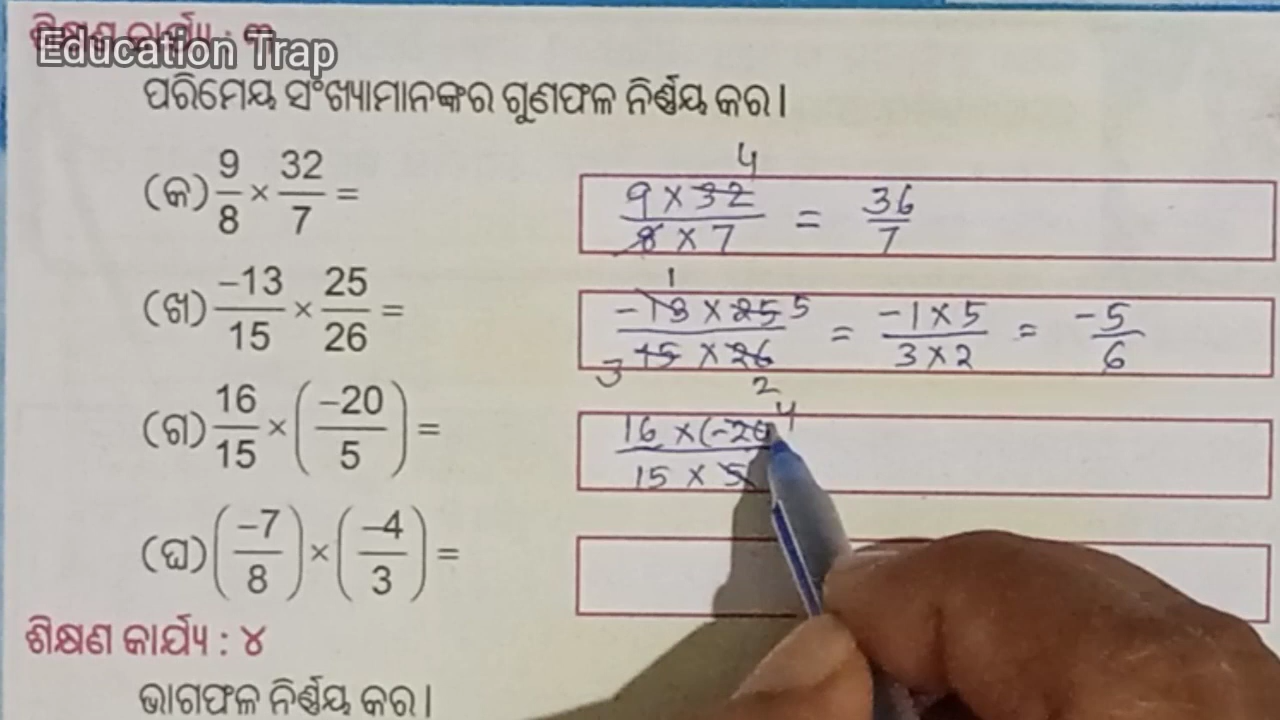 ଶିକ୍ଷଣ କାର୍ଯ୍ୟ : ୩
Education Trap
ପରିମେୟ ସଂଖ୍ୟାମାନଙ୍କର ଗୁଣଫଳ ନିର୍ଣ୍ଣୟ କର ।
(କ) 9/8 × 32/7 = 9 × 32 4 / 8 × 7 = 36/7
(ଖ) –13/15 × 25/26 = -13 1 × 25 5 / 3 15 × 26 2 = -1 × 5 / 3 × 2 = -5/6
(ଗ) 16/15 × (–20/5) = 16 × (-20 4 / 15 × 5
(ଘ) (–7/8) × (–4/3) =
ଶିକ୍ଷଣ କାର୍ଯ୍ୟ : ୪
ଭାଗଫଳ ନିର୍ଣ୍ଣୟ କର ।